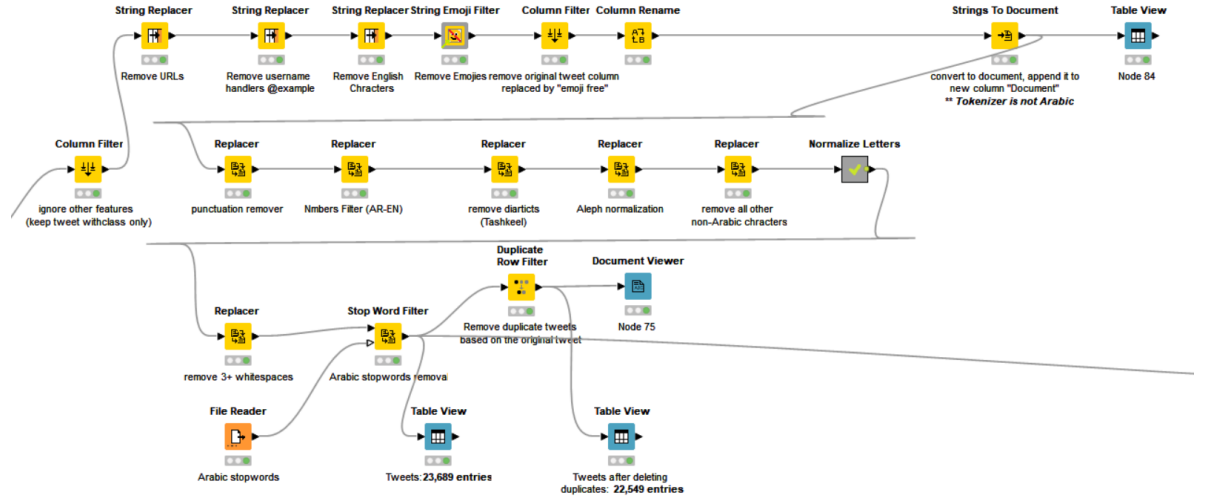 String Replacer
String Replacer
String Replacer
String Emoji Filter
Column Filter
Column Rename
Strings To Document
Table View
Remove URLs
Remove username
handlers @example
Remove English
Chracters
Remove Emojies
remove original tweet column
replaced by "emoji free"
convert to document, append it to
new column "Document"
** Tokenizer is not Arabic
Node 84
Column Filter
Replacer
Replacer
Replacer
Replacer
Replacer
Normalize Letters
ignore other features
(keep tweet withclass only)
punctuation remover
Nmbers Filter (AR-EN)
remove diarticts
(Tashkeel)
Aleph normalization
remove all other
non-Arabic chracters
Duplicate
Row Filter
Document Viewer
Replacer
Stop Word Filter
Remove duplicate tweets
based on the original tweet
Node 75
remove 3+ whitespaces
Arabic stopwords removal
File Reader
Table View
Table View
Arabic stopwords
Tweets: 23,689 entries
Tweets after deleting
duplicates: 22,549 entries